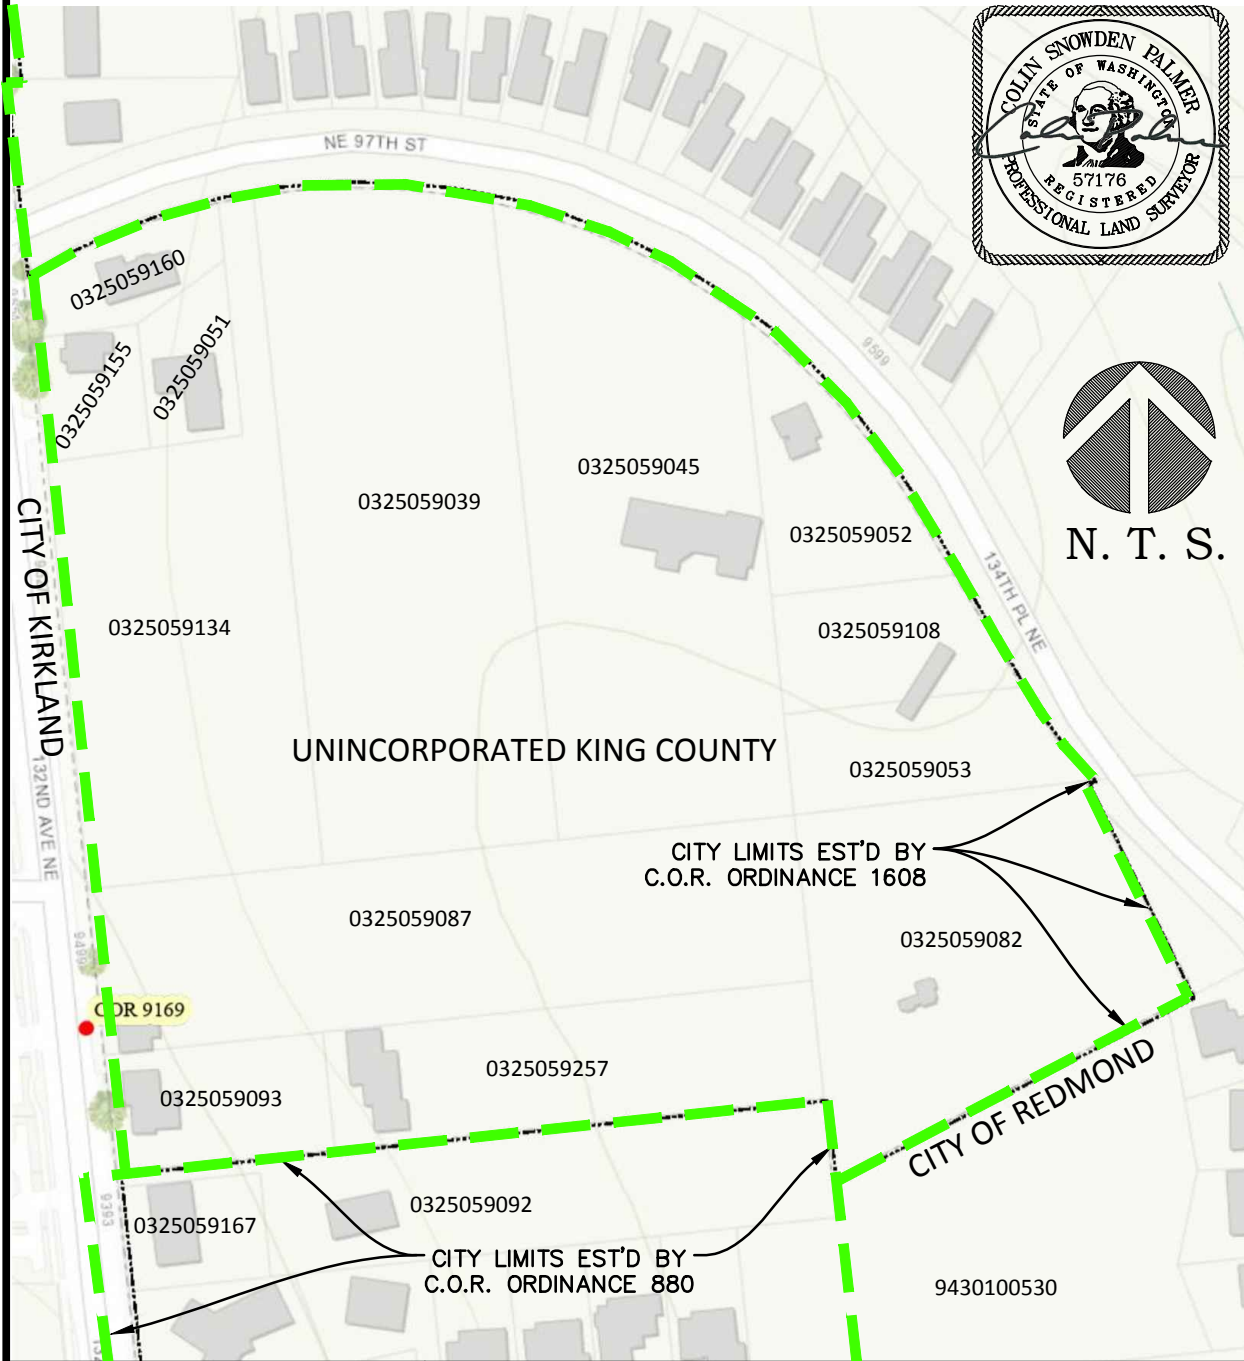 COLIN SNOWDEN PALMER
STATE OF WASHINGTON
57176
REGISTERED
PROFESSIONAL LAND SURVEYOR
NE 97TH ST
0325059160
0325059155
0325059051
9599
N. T. S.
0325059045
0325059039
0325059052
CITY OF KIRKLAND
134TH PL NE
0325059134
0325059108
UNINCORPORATED KING COUNTY
132ND AVE NE
0325059053
CITY LIMITS EST'D BY
C.O.R. ORDINANCE 1608
0325059087
0325059082
9499
COR 9169
0325059257
0325059093
CITY OF REDMOND
9393
0325059092
0325059167
CITY LIMITS EST'D BY
C.O.R. ORDINANCE 880
9430100530